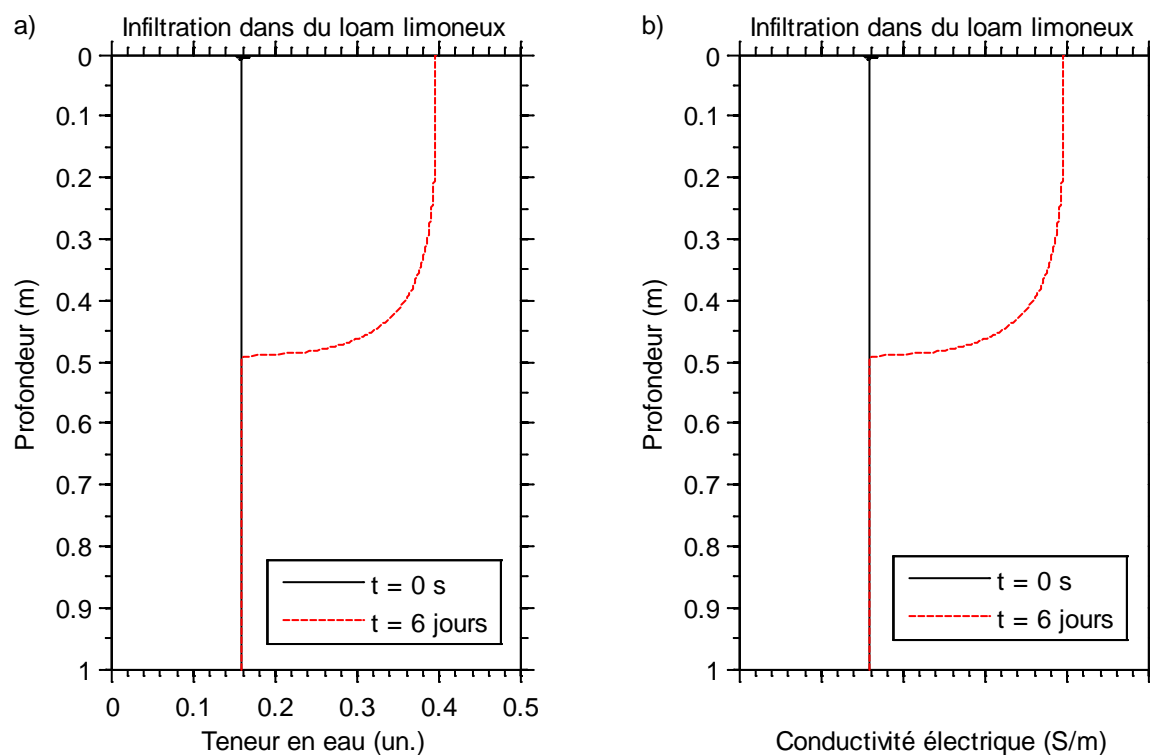 a)
Infiltration dans du loam limoneux
0
0.1
0.2
0.3
0.4
0.5
0.6
0.7
0.8
0.9
1
Profondeur (m)
t = 0 s
t = 6 jours
0 0.1 0.2 0.3 0.4 0.5
Teneur en eau (un.)
b)
Infiltration dans du loam limoneux
0
0.1
0.2
0.3
0.4
0.5
0.6
0.7
0.8
0.9
1
Profondeur (m)
t = 0 s
t = 6 jours
Conductivité électrique (S/m)